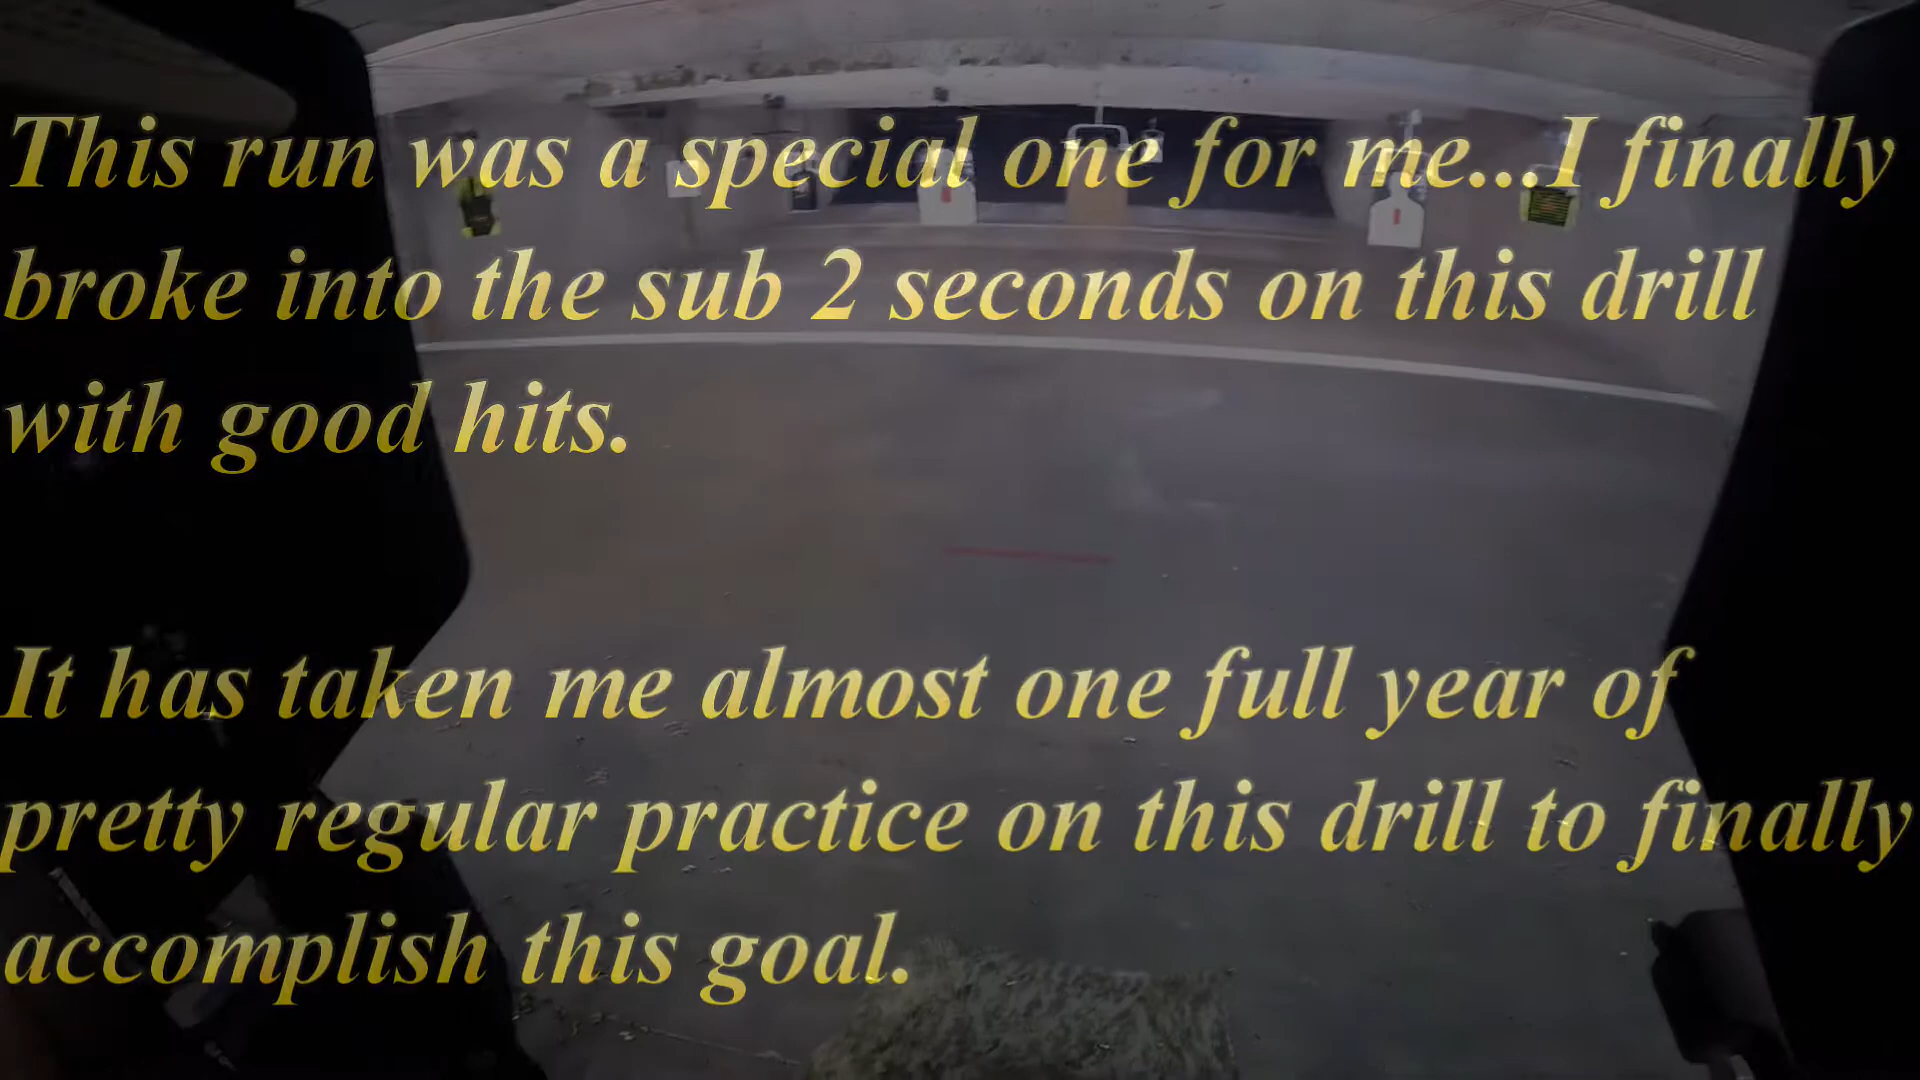 This run was a special one for me...I finally
broke into the sub 2 seconds on this drill
with good hits.
It has taken me almost one full year of
pretty regular practice on this drill to finally
accomplish this goal.